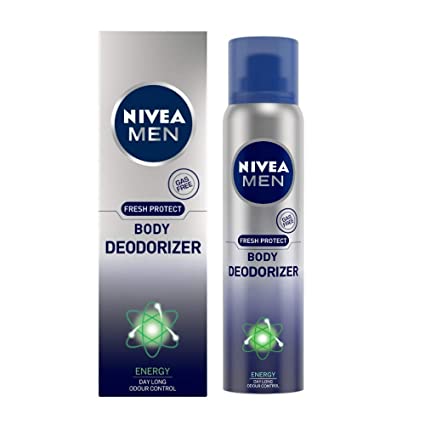 NIVEA
MEN
GAS
FREE
FRESH PROTECT
BODY
DEODORIZER
ENERGY
DAY LONG
ODOUR CONTROL
NIVEA
MEN
GAS
FREE
FRESH PROTECT
BODY
DEODORIZER
ENERGY
DAY LONG
ODOUR CONTROL